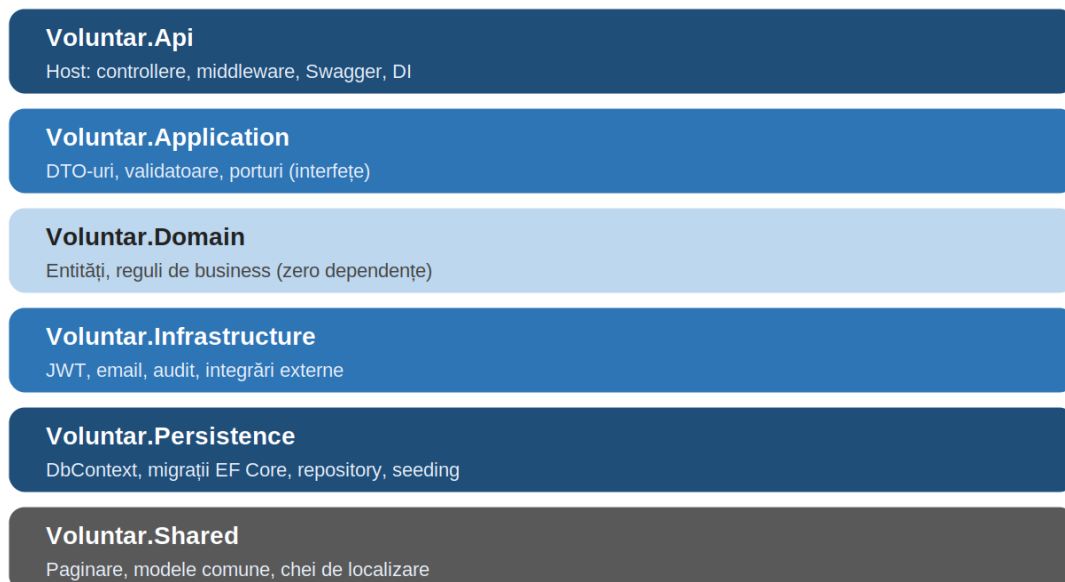 Voluntar.Api
Host: controllere, middleware, Swagger, DI
Voluntar.Application
DTO-uri, validatoare, porturi (interfețe)
Voluntar.Domain
Entități, reguli de business (zero dependențe)
Voluntar.Infrastructure
JWT, email, audit, integrări externe
Voluntar.Persistence
DbContext, migrații EF Core, repository, seeding
Voluntar.Shared
Paginare, modele comune, chei de localizare